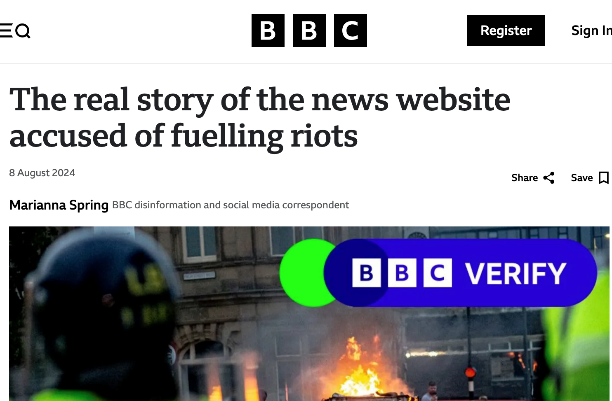 BBC
Register
Sign In
The real story of the news website
accused of fuelling riots
8 August 2024
Share
Save
Marianna Spring BBC disinformation and social media correspondent
BBC VERIFY